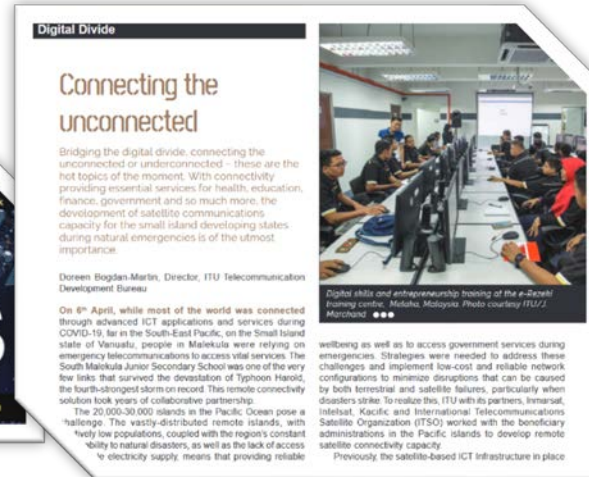 Digital Divide
Connecting the
unconnected
Bridging the digital divide, connecting the
unconnected or underconnected – these are the
hot topics of the moment. With connectivity
providing essential services for health, education,
finance, government and so much more, the
development of satellite communications
capacity for the small island developing states
during natural emergencies is of the utmost
importance.
Doreen Bogdan-Martin, Director, ITU Telecommunication
Development Bureau
On 6th April, while most of the world was connected
through advanced ICT applications and services during
COVID-19, far in the South-East Pacific, on the Small Island
state of Vanuatu, people in Malekula were relying on
emergency telecommunications to access vital services. The
South Malekula Junior Secondary School was one of the very
few links that survived the devastation of Typhoon Harold,
the fourth-strongest storm on record. This remote connectivity
solution took years of collaborative partnership.
The 20,000-30,000 islands in the Pacific Ocean pose a
challenge. The vastly-distributed remote islands, with
low populations, coupled with the region's constant
to natural disasters, as well as the lack of access
electricity supply, means that providing reliable
Digital skills and entrepreneurship training at the e-Rezeki
training centre, Melaka, Malaysia. Photo courtesy ITU/J.
Marchand
wellbeing as well as to access government services during
emergencies. Strategies were needed to address these
challenges and implement low-cost and reliable network
configurations to minimize disruptions that can be caused
by both terrestrial and satellite failures, particularly when
disasters strike. To realize this, ITU with its partners, Inmarsat,
Intelsat, Kacific and International Telecommunications
Satellite Organization (ITSO) worked with the beneficiary
administrations in the Pacific islands to develop remote
satellite connectivity capacity.
Previously, the satellite-based ICT Infrastructure in place